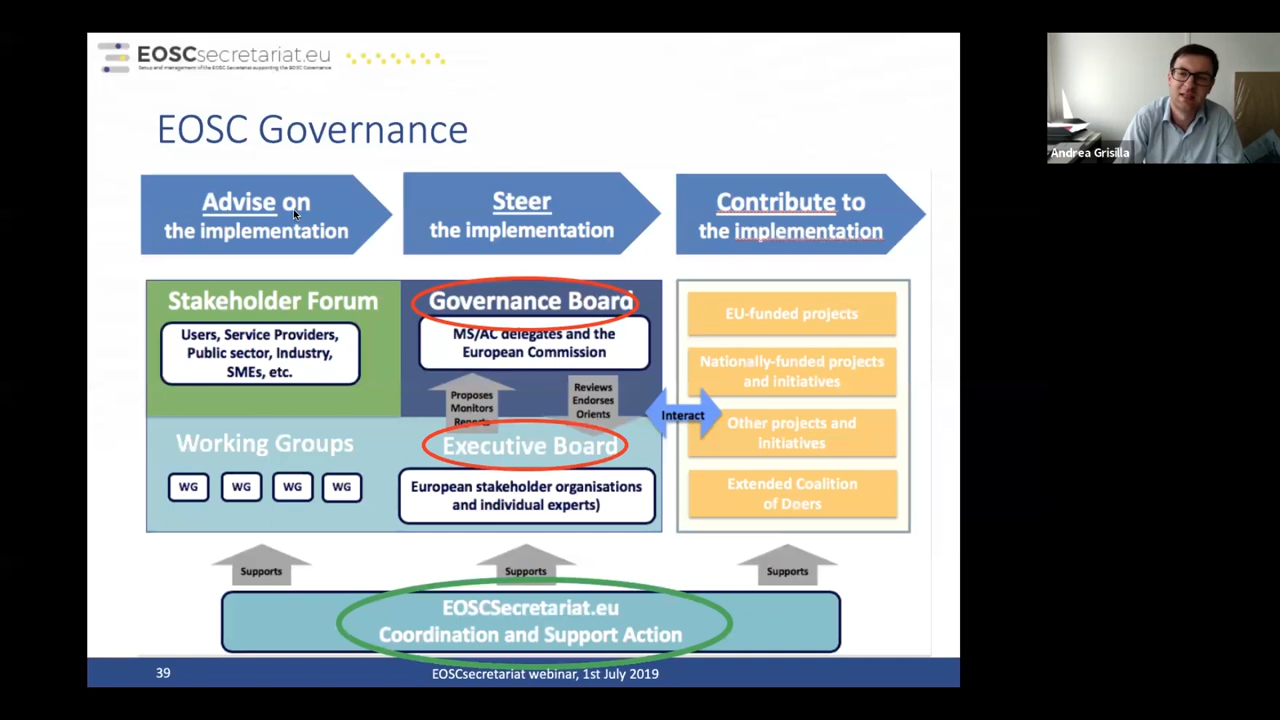 EOSCsecretariat.eu
EOSC Governance
Advise on
the implementation
Steer
the implementation
Contribute to
the implementation
Stakeholder Forum
Users, Service Providers,
Public sector, Industry,
SMEs, etc.
Governance Board
MS/AC delegates and the
European Commission
Proposes
Monitors
Reports
Reviews
Endorses
Orients
Working Groups
WG
WG
WG
WG
Executive Board
European stakeholder organisations
and individual experts)
Interact
EU-funded projects
Nationally-funded projects
and initiatives
Other projects and
initiatives
Extended Coalition
of Doers
Supports
Supports
Supports
EOSCSecretariat.eu
Coordination and Support Action
39
EOSCsecretariat webinar, 1st July 2019
Andrea Grisilla